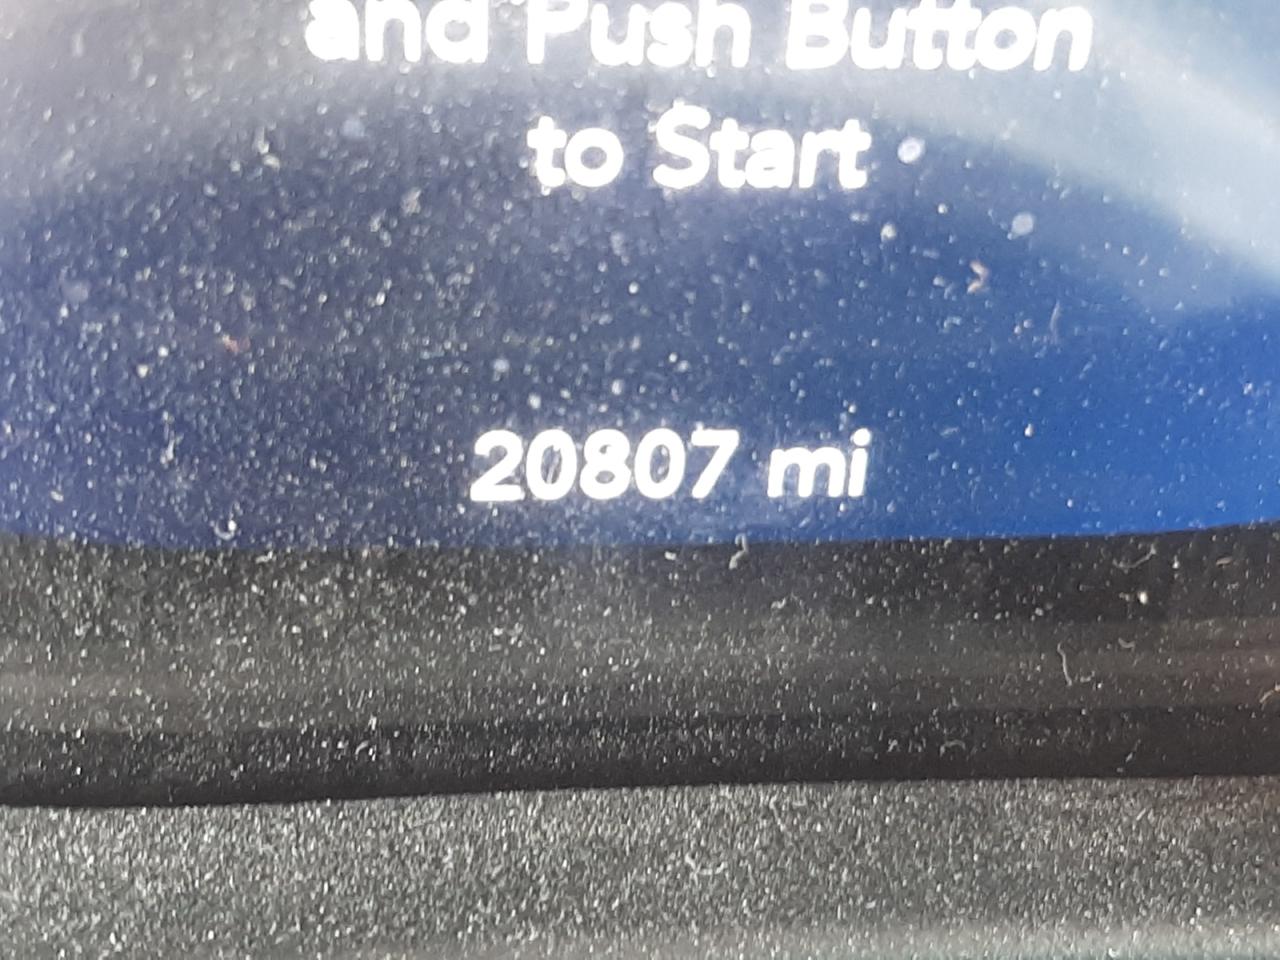 and Push Button
to Start
20807 mi